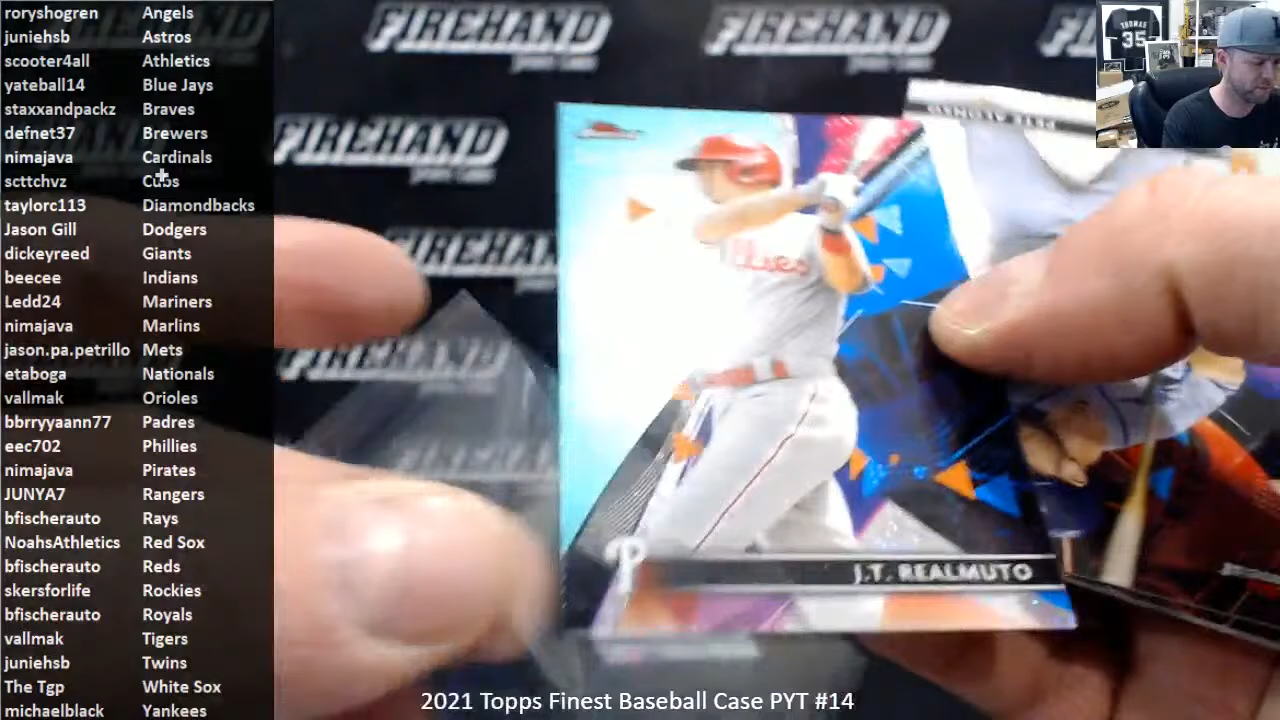 roryshogren Angels
juniehsb Astros
scooter4all Athletics
yateball14 Blue Jays
staxxandpackz Braves
defnet37 Brewers
nimajava Cardinals
scttchvz Cubs
taylorc113 Diamondbacks
Jason Gill Dodgers
dickeyreed Giants
beecee Indians
Ledd24 Mariners
nimajava Marlins
jason.pa.petrillo Mets
etaboga Nationals
vallmak Orioles
bbrryyaann77 Padres
eec702 Phillies
nimajava Pirates
JUNYA7 Rangers
bfischerauto Rays
NoahsAthletics Red Sox
bfischerauto Reds
skersforlife Rockies
bfischerauto Royals
vallmak Tigers
juniehsb Twins
The Tgp White Sox
michaelblack Yankees
FIREHAND
FIREHAND
FIREHAND
FIREHAND
FIREHAND
THOMAS
35
PETE ALONSO
P
J.T. REALMUTO
2021 Topps Finest Baseball Case PYT #14